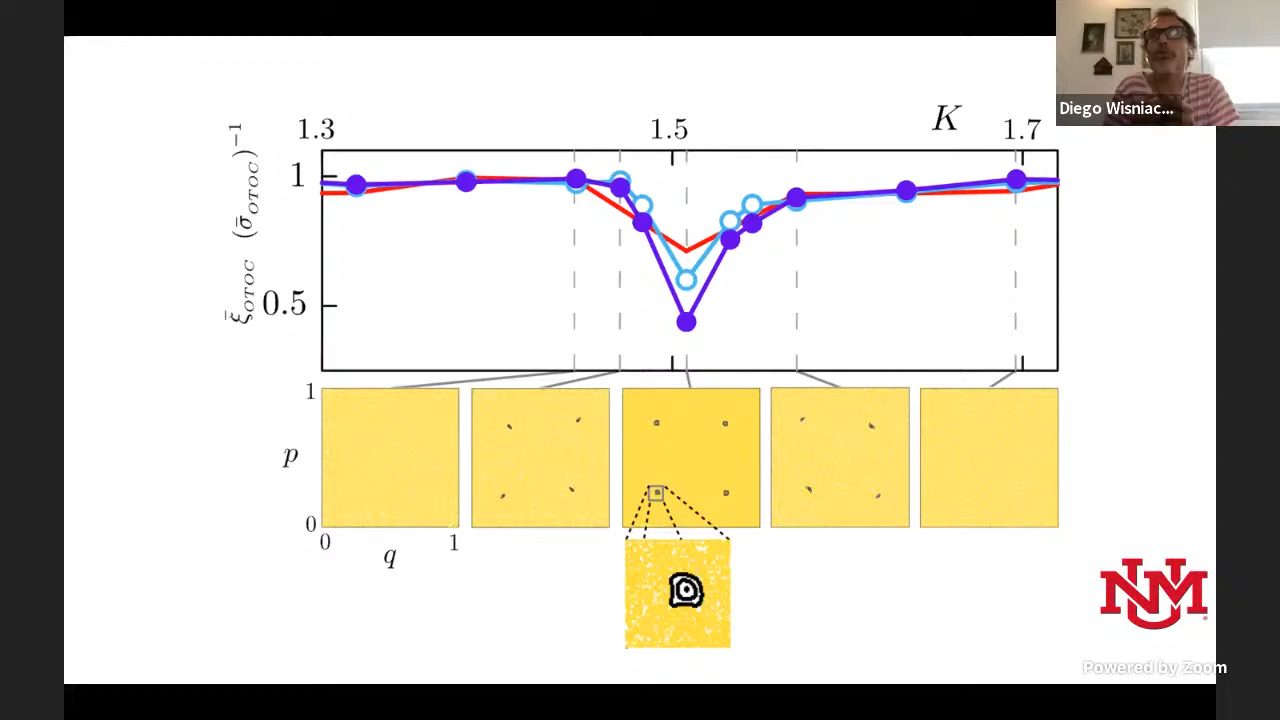 Diego Wisniac...
K
1.3 1.5 1.7
ξ̄_OTOC (σ̄_OTOC)^{-1}
1
0.5
1
p
0
0 1
q
UNM
Powered by Zoom